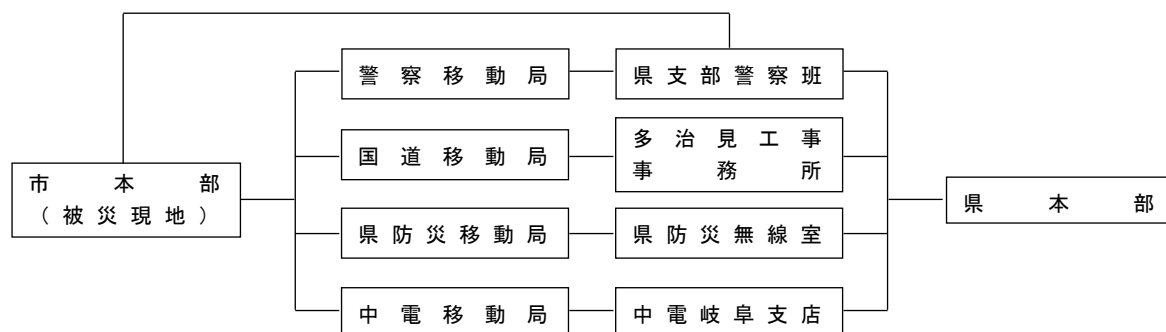 警察移動局
県支部警察班
国道移動局
多治見工事
事務所
市本部
（被災現地）
県本部
県防災移動局
県防災無線室
中電移動局
中電岐阜支店